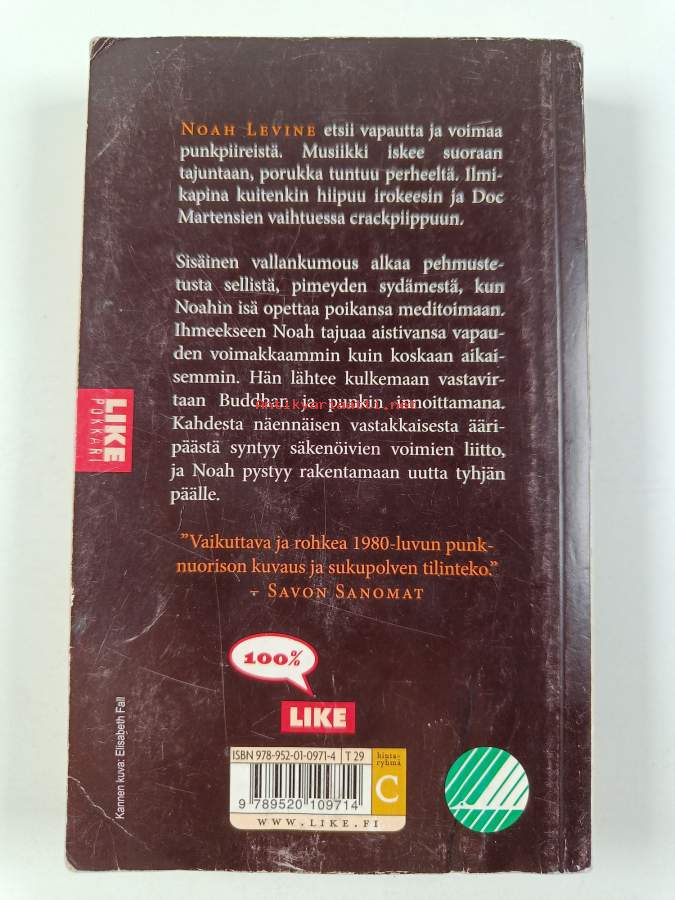 NOAH LEVINE etsii vapautta ja voimaa
punkpiireistä. Musiikki iskee suoraan
tajuntaan, porukka tuntuu perheeltä. Ilmi-
kapina kuitenkin hiipuu irokeesin ja Doc
Martensien vaihtuessa crackpiippuun.
Sisäinen vallankumous alkaa pehmuste-
tusta sellistä, pimeyden sydämestä, kun
Noahin isä opettaa poikansa meditoimaan.
Ihmeekseen Noah tajuaa aistivansa vapau-
den voimakkaammin kuin koskaan aikai-
semmin. Hän lähtee kulkemaan vastavir-
taan Buddhan ja punkin innoittamana.
Kahdesta näennäisen vastakkaisesta ääri-
päästä syntyy säkenöivien voimien liitto,
ja Noah pystyy rakentamaan uutta tyhjän
päälle.
"Vaikuttava ja rohkea 1980-luvun punk-
nuorison kuvaus ja sukupolven tilinteko."
- SAVON SANOMAT
LIKE
POKKARI
100%
LIKE
Kannen kuva: Elisabeth Fall
ISBN 978-952-01-0971-4 T 29
hinta-
ryhmä
C
9 789520 109714
WWW.LIKE.FI